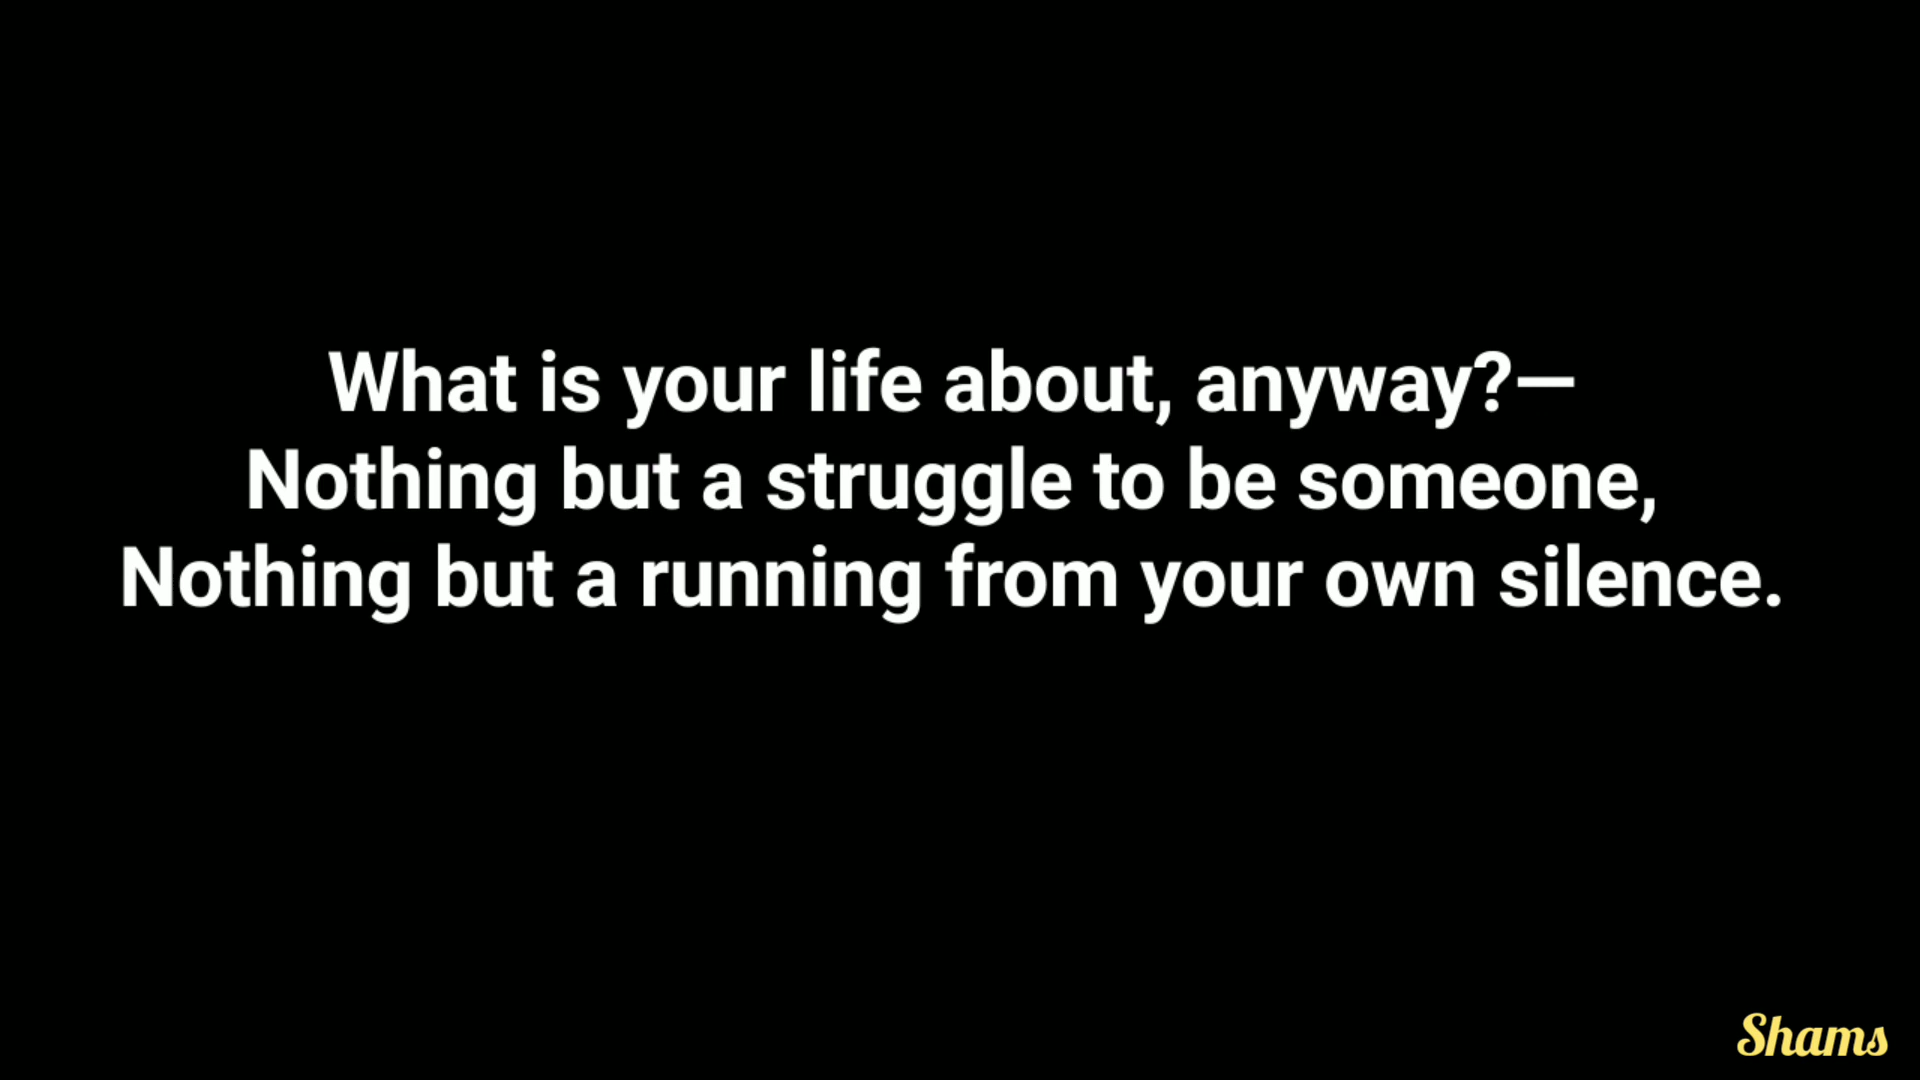 What is your life about, anyway?—
Nothing but a struggle to be someone,
Nothing but a running from your own silence.
Shams